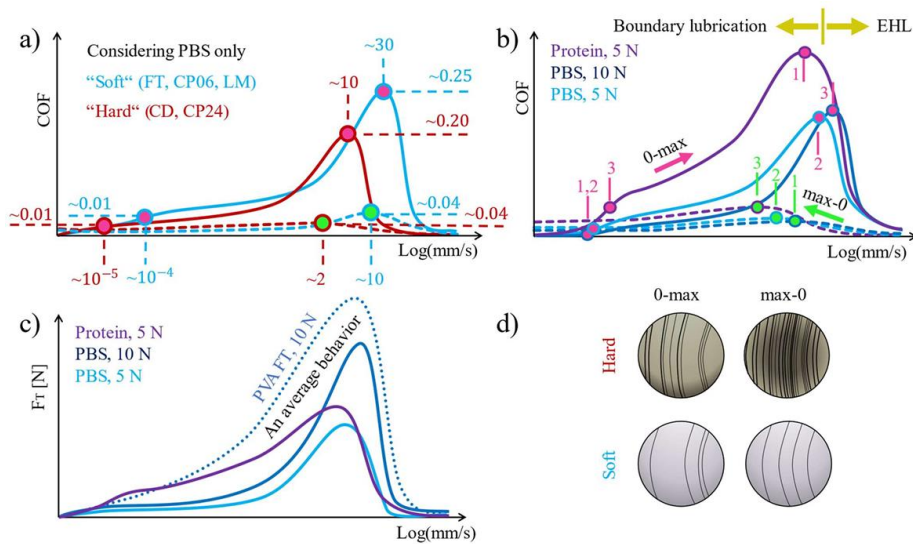 a)
Considering PBS only
"Soft" (FT, CP06, LM)
"Hard" (CD, CP24)
~30
~10
~0.25
~0.20
~0.01
~0.01
~0.04
~0.04
COF
Log(mm/s)
~10⁻⁵
~10⁻⁴
~2
~10
b)
Boundary lubrication
EHL
Protein, 5 N
PBS, 10 N
PBS, 5 N
COF
0-max
max-0
1
3
2
1,2
3
3
2
1
Log(mm/s)
c)
Protein, 5 N
PBS, 10 N
PBS, 5 N
PVA FT, 10 N
An average behavior
FT [N]
Log(mm/s)
d)
0-max
max-0
Hard
Soft